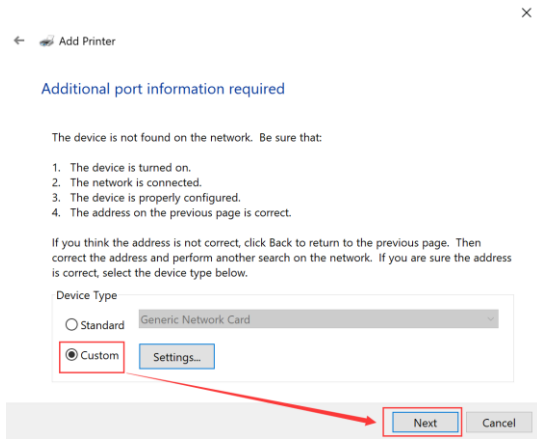 Add Printer
Additional port information required
The device is not found on the network. Be sure that:
1. The device is turned on.
2. The network is connected.
3. The device is properly configured.
4. The address on the previous page is correct.
If you think the address is not correct, click Back to return to the previous page. Then
correct the address and perform another search on the network. If you are sure the address
is correct, select the device type below.
Device Type
Standard
Generic Network Card
Custom
Settings...
Next
Cancel